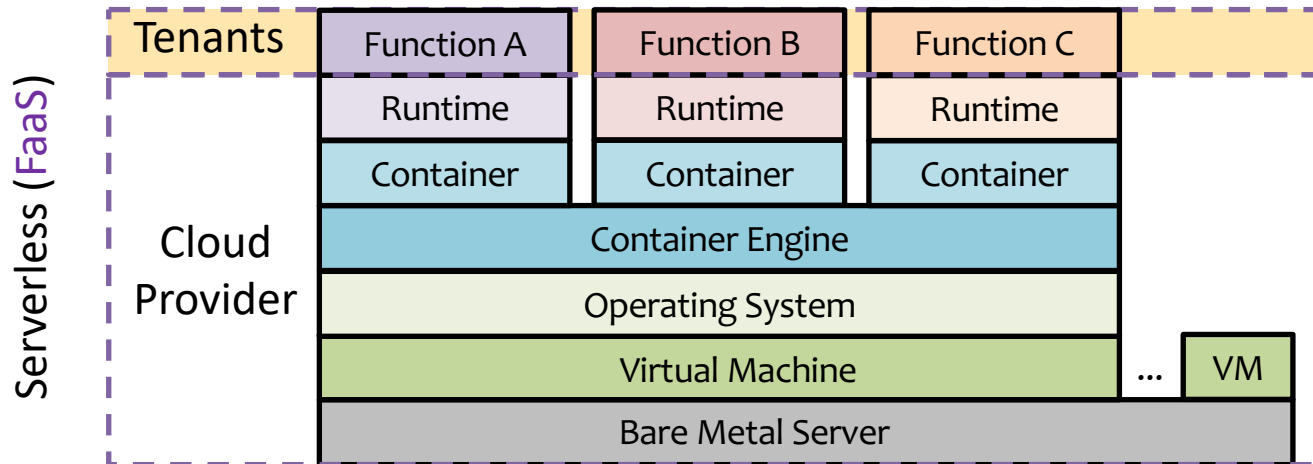 Serverless (FaaS)
Tenants
Function A
Function B
Function C
Runtime
Runtime
Runtime
Container
Container
Container
Cloud
Provider
Container Engine
Operating System
Virtual Machine
...
VM
Bare Metal Server